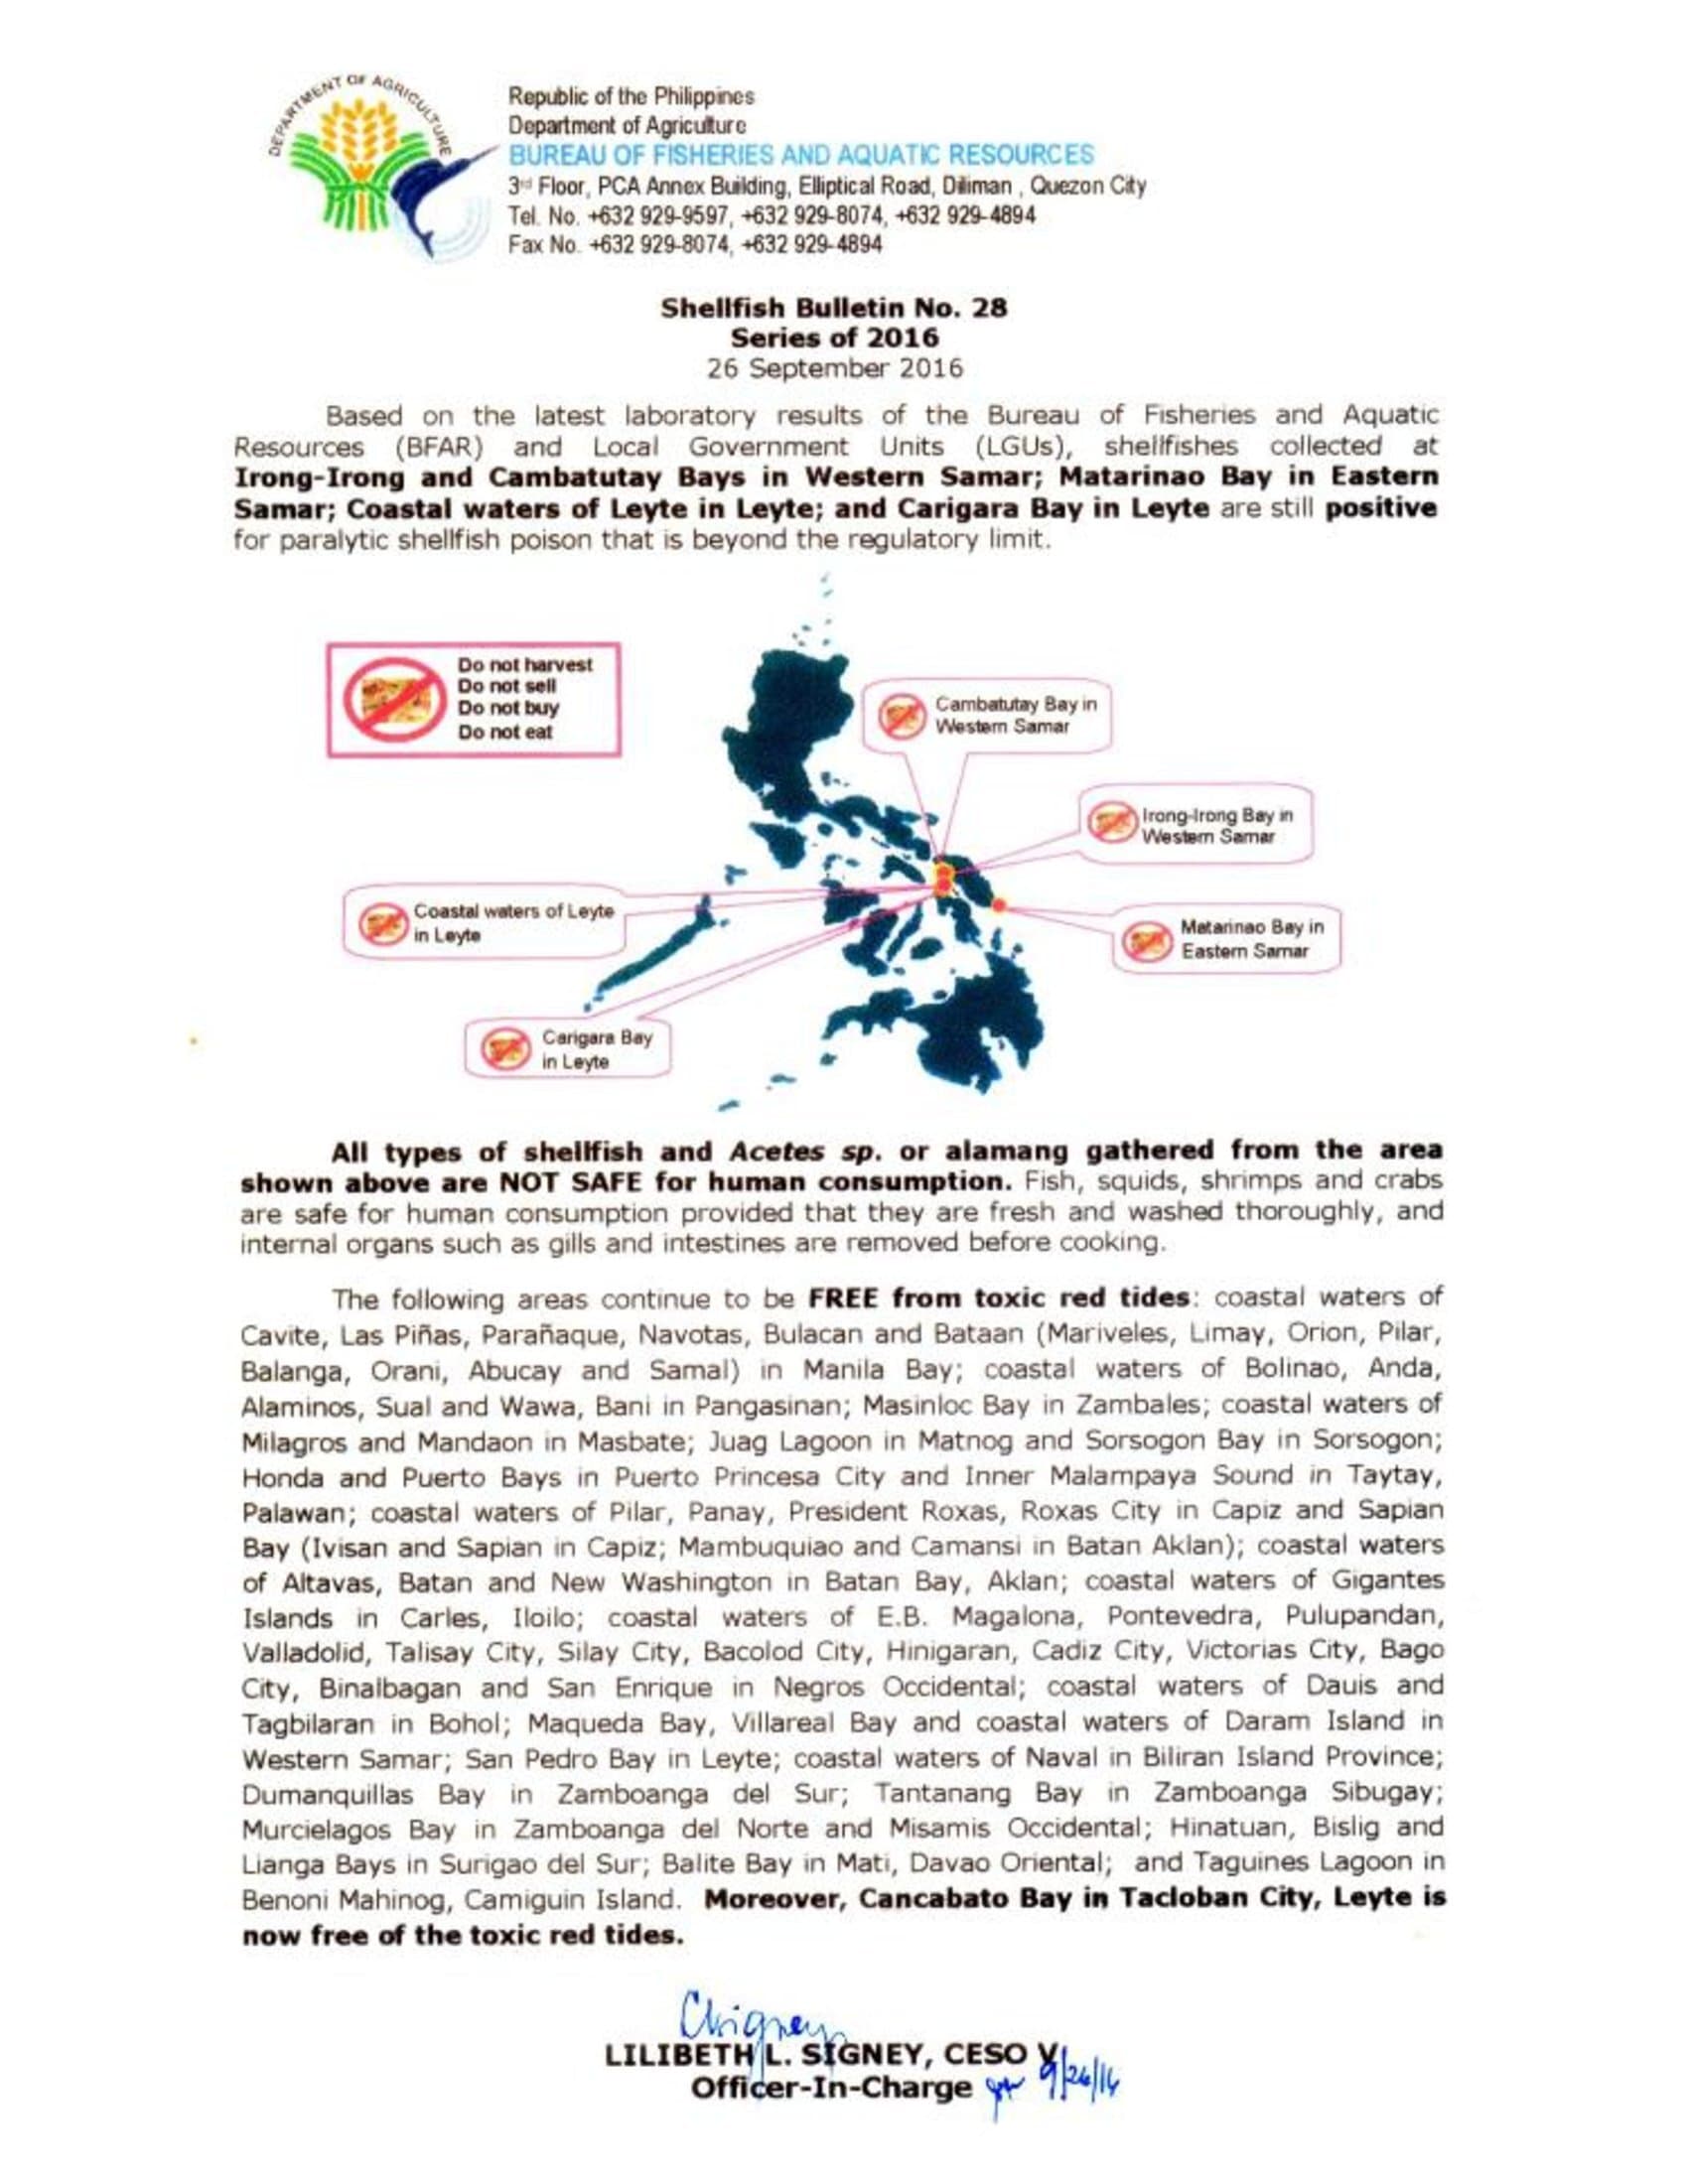 DEPARTMENT OF AGRICULTURE
Republic of the Philippines
Department of Agriculture
BUREAU OF FISHERIES AND AQUATIC RESOURCES
3rd Floor, PCA Annex Building, Elliptical Road, Diliman , Quezon City
Tel. No. +632 929-9597, +632 929-8074, +632 929-4894
Fax No. +632 929-8074, +632 929-4894
Shellfish Bulletin No. 28
Series of 2016
26 September 2016
Based on the latest laboratory results of the Bureau of Fisheries and Aquatic
Resources (BFAR) and Local Government Units (LGUs), shellfishes collected at
Irong-Irong and Cambatutay Bays in Western Samar; Matarinao Bay in Eastern
Samar; Coastal waters of Leyte in Leyte; and Carigara Bay in Leyte are still positive
for paralytic shellfish poison that is beyond the regulatory limit.
Do not harvest
Do not sell
Do not buy
Do not eat
Cambatutay Bay in
Western Samar
Irong-Irong Bay in
Western Samar
Coastal waters of Leyte
in Leyte
Matarinao Bay in
Eastern Samar
Carigara Bay
in Leyte
All types of shellfish and Acetes sp. or alamang gathered from the area
shown above are NOT SAFE for human consumption. Fish, squids, shrimps and crabs
are safe for human consumption provided that they are fresh and washed thoroughly, and
internal organs such as gills and intestines are removed before cooking.
The following areas continue to be FREE from toxic red tides: coastal waters of
Cavite, Las Piñas, Parañaque, Navotas, Bulacan and Bataan (Mariveles, Limay, Orion, Pilar,
Balanga, Orani, Abucay and Samal) in Manila Bay; coastal waters of Bolinao, Anda,
Alaminos, Sual and Wawa, Bani in Pangasinan; Masinloc Bay in Zambales; coastal waters of
Milagros and Mandaon in Masbate; Juag Lagoon in Matnog and Sorsogon Bay in Sorsogon;
Honda and Puerto Bays in Puerto Princesa City and Inner Malampaya Sound in Taytay,
Palawan; coastal waters of Pilar, Panay, President Roxas, Roxas City in Capiz and Sapian
Bay (Ivisan and Sapian in Capiz; Mambuquiao and Camansi in Batan Aklan); coastal waters
of Altavas, Batan and New Washington in Batan Bay, Aklan; coastal waters of Gigantes
Islands in Carles, Iloilo; coastal waters of E.B. Magalona, Pontevedra, Pulupandan,
Valladolid, Talisay City, Silay City, Bacolod City, Hinigaran, Cadiz City, Victorias City, Bago
City, Binalbagan and San Enrique in Negros Occidental; coastal waters of Dauis and
Tagbilaran in Bohol; Maqueda Bay, Villareal Bay and coastal waters of Daram Island in
Western Samar; San Pedro Bay in Leyte; coastal waters of Naval in Biliran Island Province;
Dumanquillas Bay in Zamboanga del Sur; Tantanang Bay in Zamboanga Sibugay;
Murcielagos Bay in Zamboanga del Norte and Misamis Occidental; Hinatuan, Bislig and
Lianga Bays in Surigao del Sur; Balite Bay in Mati, Davao Oriental; and Taguines Lagoon in
Benoni Mahinog, Camiguin Island. Moreover, Cancabato Bay in Tacloban City, Leyte is
now free of the toxic red tides.
LILIBETH L. SIGNEY, CESO V
Officer-In-Charge 9/26/16